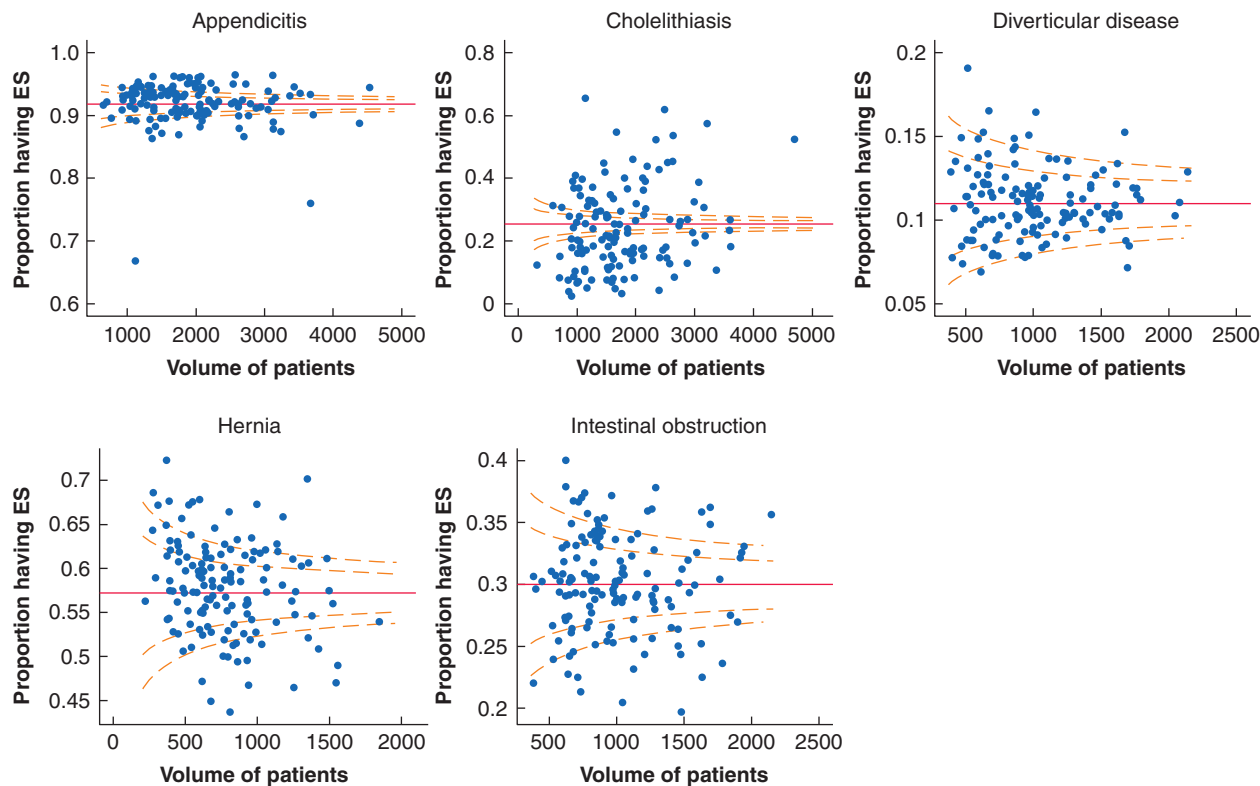 Appendicitis
Cholelithiasis
Diverticular disease
Proportion having ES
1.0
0.9
0.8
0.7
0.6
1000 2000 3000 4000 5000
Volume of patients
Proportion having ES
0.8
0.6
0.4
0.2
0
0 1000 2000 3000 4000 5000
Volume of patients
Proportion having ES
0.2
0.15
0.1
0.05
500 1000 1500 2000 2500
Volume of patients
Hernia
Intestinal obstruction
Proportion having ES
0.7
0.65
0.6
0.55
0.5
0.45
0 500 1000 1500 2000
Volume of patients
Proportion having ES
0.4
0.35
0.3
0.25
0.2
500 1000 1500 2000 2500
Volume of patients